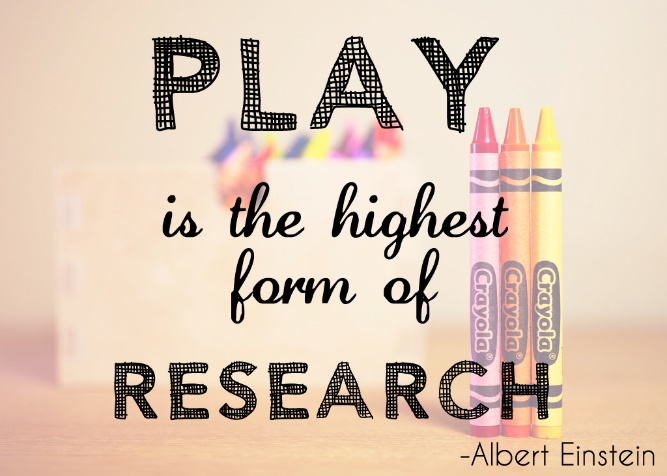 PLAY
is the highest
form of
RESEARCH
-Albert Einstein
Crayola®
Crayola®
Crayola®